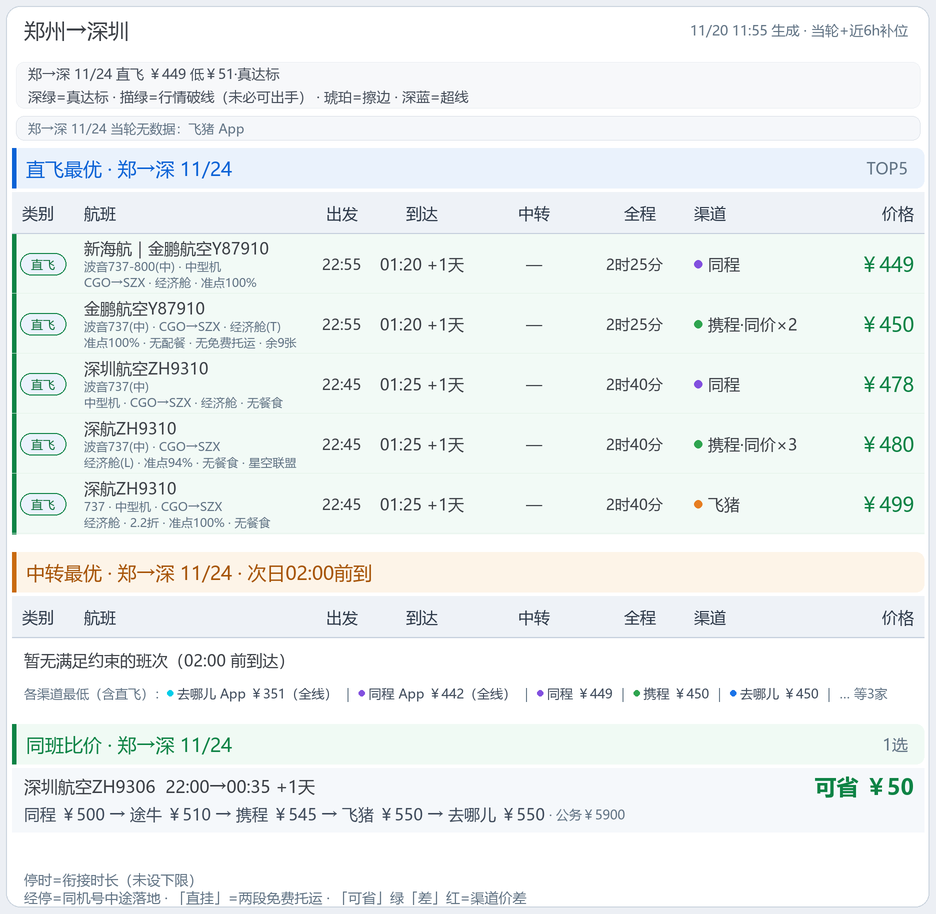 郑州→深圳
11/20 11:55 生成 · 当轮+近6h补位
郑→深 11/24 直飞 ¥449 低¥51·真达标
深绿=真达标 · 描绿=行情破线（未必可出手） · 琥珀=擦边 · 深蓝=超线
郑→深 11/24 当轮无数据：飞猪 App
直飞最优 · 郑→深 11/24 TOP5
类别 航班 出发 到达 中转 全程 渠道 价格
新海航｜金鹏航空Y87910
直飞 波音737-800(中) · 中型机 22:55 01:20 +1天 — 2时25分 同程 ¥449
CGO→SZX · 经济舱 · 准点100%
金鹏航空Y87910
直飞 波音737(中) · CGO→SZX · 经济舱(T) 22:55 01:20 +1天 — 2时25分 携程·同价×2 ¥450
准点100% · 无配餐 · 无免费托运 · 余9张
深圳航空ZH9310
直飞 波音737(中) 22:45 01:25 +1天 — 2时40分 同程 ¥478
中型机 · CGO→SZX · 经济舱 · 无餐食
深航ZH9310
直飞 波音737(中) · CGO→SZX 22:45 01:25 +1天 — 2时40分 携程·同价×3 ¥480
经济舱(L) · 准点94% · 无餐食 · 星空联盟
深航ZH9310
直飞 737 · 中型机 · CGO→SZX 22:45 01:25 +1天 — 2时40分 飞猪 ¥499
经济舱 · 2.2折 · 准点100% · 无餐食
中转最优 · 郑→深 11/24 · 次日02:00前到
类别 航班 出发 到达 中转 全程 渠道 价格
暂无满足约束的班次（02:00 前到达）
各渠道最低（含直飞）: 去哪儿 App ¥351（全线） | 同程 App ¥442（全线） | 同程 ¥449 | 携程 ¥450 | 去哪儿 ¥450 | … 等3家
同班比价 · 郑→深 11/24 1选
深圳航空ZH9306 22:00→00:35 +1天 可省 ¥50
同程 ¥500 → 途牛 ¥510 → 携程 ¥545 → 飞猪 ¥550 → 去哪儿 ¥550 · 公务¥5900
停时=衔接时长（未设下限）
经停=同机号中途落地 · 「直挂」=两段免费托运 · 「可省」绿「差」红=渠道价差